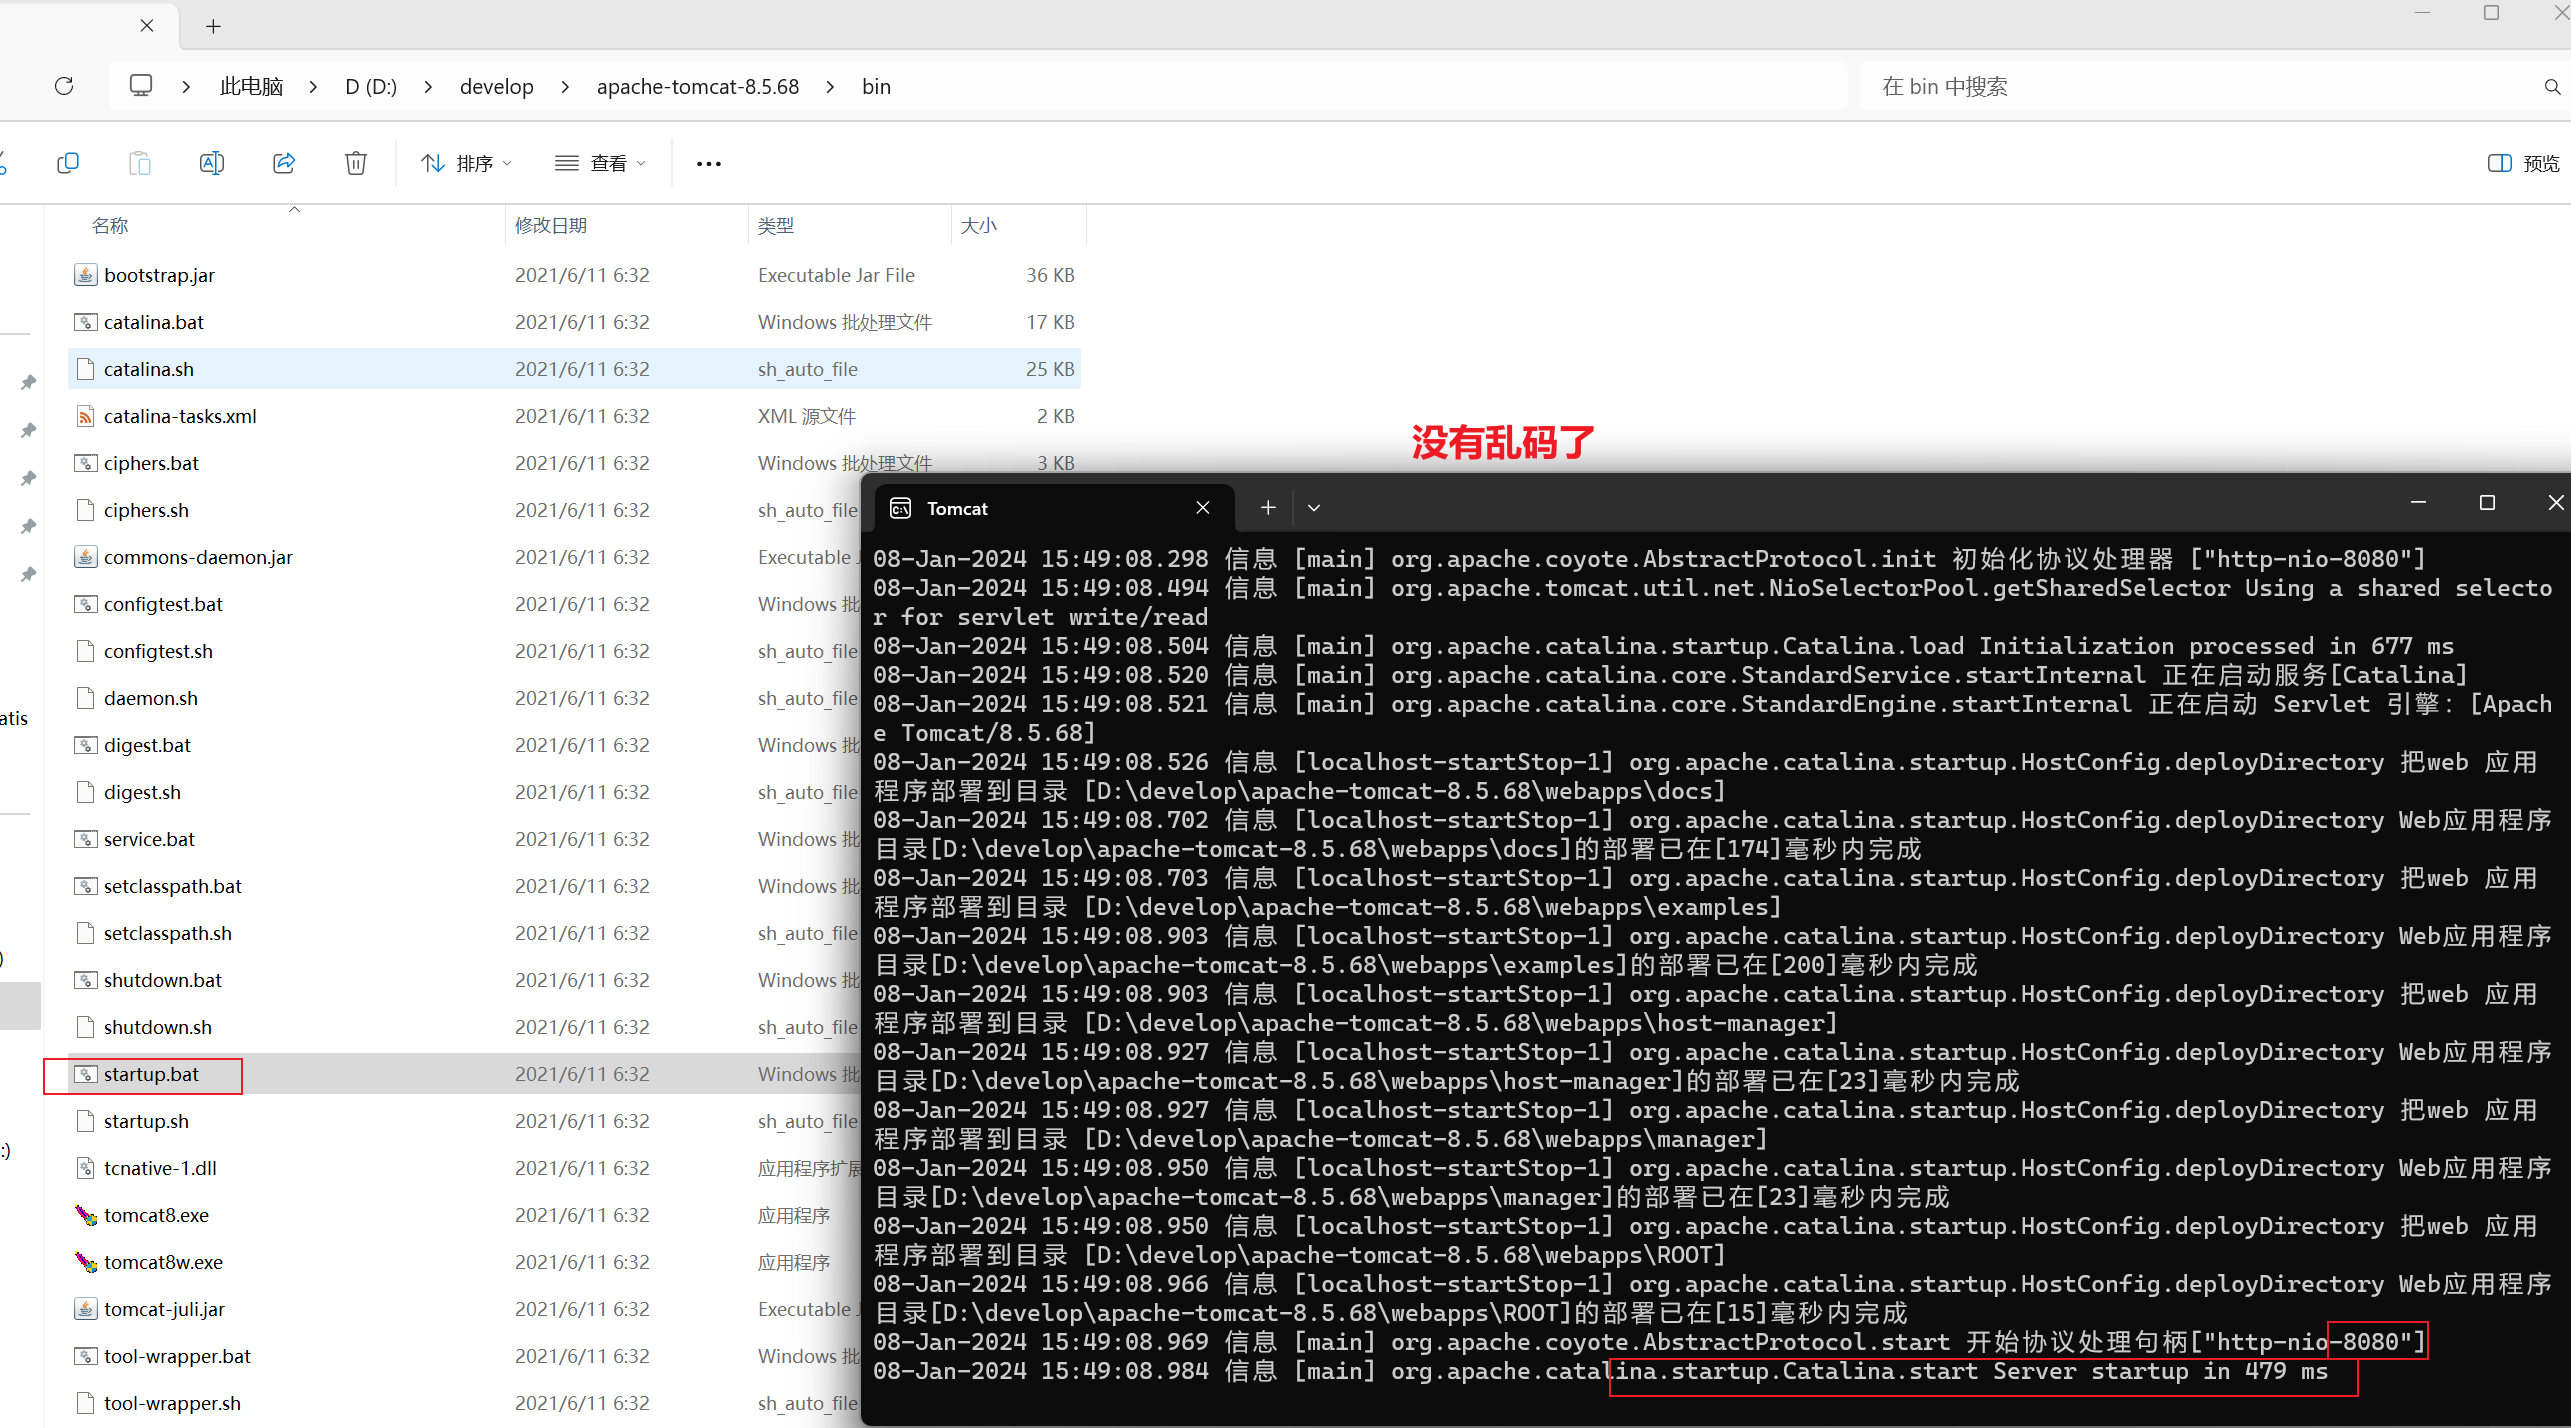 此电脑 D (D:) develop apache-tomcat-8.5.68 bin
在 bin 中搜索
排序 查看 预览
名称 修改日期 类型 大小
bootstrap.jar 2021/6/11 6:32 Executable Jar File 36 KB
catalina.bat 2021/6/11 6:32 Windows 批处理文件 17 KB
catalina.sh 2021/6/11 6:32 sh_auto_file 25 KB
catalina-tasks.xml 2021/6/11 6:32 XML 源文件 2 KB
ciphers.bat 2021/6/11 6:32 Windows 批处理文件 3 KB
ciphers.sh 2021/6/11 6:32 sh_auto_file
commons-daemon.jar 2021/6/11 6:32 Executable J
configtest.bat 2021/6/11 6:32 Windows 批
configtest.sh 2021/6/11 6:32 sh_auto_file
daemon.sh 2021/6/11 6:32 sh_auto_file
atis
digest.bat 2021/6/11 6:32 Windows 批
digest.sh 2021/6/11 6:32 sh_auto_file
service.bat 2021/6/11 6:32 Windows 批
setclasspath.bat 2021/6/11 6:32 Windows 批
setclasspath.sh 2021/6/11 6:32 sh_auto_file
)
shutdown.bat 2021/6/11 6:32 Windows 批
shutdown.sh 2021/6/11 6:32 sh_auto_file
startup.bat 2021/6/11 6:32 Windows 批
startup.sh 2021/6/11 6:32 sh_auto_file
:)
tcnative-1.dll 2021/6/11 6:32 应用程序扩展
tomcat8.exe 2021/6/11 6:32 应用程序
tomcat8w.exe 2021/6/11 6:32 应用程序
tomcat-juli.jar 2021/6/11 6:32 Executable J
tool-wrapper.bat 2021/6/11 6:32 Windows 批
tool-wrapper.sh 2021/6/11 6:32 sh_auto_file
没有乱码了
Tomcat
08-Jan-2024 15:49:08.298 信息 [main] org.apache.coyote.AbstractProtocol.init 初始化协议处理器 ["http-nio-8080"]
08-Jan-2024 15:49:08.494 信息 [main] org.apache.tomcat.util.net.NioSelectorPool.getSharedSelector Using a shared selecto
r for servlet write/read
08-Jan-2024 15:49:08.504 信息 [main] org.apache.catalina.startup.Catalina.load Initialization processed in 677 ms
08-Jan-2024 15:49:08.520 信息 [main] org.apache.catalina.core.StandardService.startInternal 正在启动服务[Catalina]
08-Jan-2024 15:49:08.521 信息 [main] org.apache.catalina.core.StandardEngine.startInternal 正在启动 Servlet 引擎：[Apach
e Tomcat/8.5.68]
08-Jan-2024 15:49:08.526 信息 [localhost-startStop-1] org.apache.catalina.startup.HostConfig.deployDirectory 把web 应用
程序部署到目录 [D:\develop\apache-tomcat-8.5.68\webapps\docs]
08-Jan-2024 15:49:08.702 信息 [localhost-startStop-1] org.apache.catalina.startup.HostConfig.deployDirectory Web应用程序
目录[D:\develop\apache-tomcat-8.5.68\webapps\docs]的部署已在[174]毫秒内完成
08-Jan-2024 15:49:08.703 信息 [localhost-startStop-1] org.apache.catalina.startup.HostConfig.deployDirectory 把web 应用
程序部署到目录 [D:\develop\apache-tomcat-8.5.68\webapps\examples]
08-Jan-2024 15:49:08.903 信息 [localhost-startStop-1] org.apache.catalina.startup.HostConfig.deployDirectory Web应用程序
目录[D:\develop\apache-tomcat-8.5.68\webapps\examples]的部署已在[200]毫秒内完成
08-Jan-2024 15:49:08.903 信息 [localhost-startStop-1] org.apache.catalina.startup.HostConfig.deployDirectory 把web 应用
程序部署到目录 [D:\develop\apache-tomcat-8.5.68\webapps\host-manager]
08-Jan-2024 15:49:08.927 信息 [localhost-startStop-1] org.apache.catalina.startup.HostConfig.deployDirectory Web应用程序
目录[D:\develop\apache-tomcat-8.5.68\webapps\host-manager]的部署已在[23]毫秒内完成
08-Jan-2024 15:49:08.927 信息 [localhost-startStop-1] org.apache.catalina.startup.HostConfig.deployDirectory 把web 应用
程序部署到目录 [D:\develop\apache-tomcat-8.5.68\webapps\manager]
08-Jan-2024 15:49:08.950 信息 [localhost-startStop-1] org.apache.catalina.startup.HostConfig.deployDirectory Web应用程序
目录[D:\develop\apache-tomcat-8.5.68\webapps\manager]的部署已在[23]毫秒内完成
08-Jan-2024 15:49:08.950 信息 [localhost-startStop-1] org.apache.catalina.startup.HostConfig.deployDirectory 把web 应用
程序部署到目录 [D:\develop\apache-tomcat-8.5.68\webapps\ROOT]
08-Jan-2024 15:49:08.966 信息 [localhost-startStop-1] org.apache.catalina.startup.HostConfig.deployDirectory Web应用程序
目录[D:\develop\apache-tomcat-8.5.68\webapps\ROOT]的部署已在[15]毫秒内完成
08-Jan-2024 15:49:08.969 信息 [main] org.apache.coyote.AbstractProtocol.start 开始协议处理句柄["http-nio-8080"]
08-Jan-2024 15:49:08.984 信息 [main] org.apache.catalina.startup.Catalina.start Server startup in 479 ms